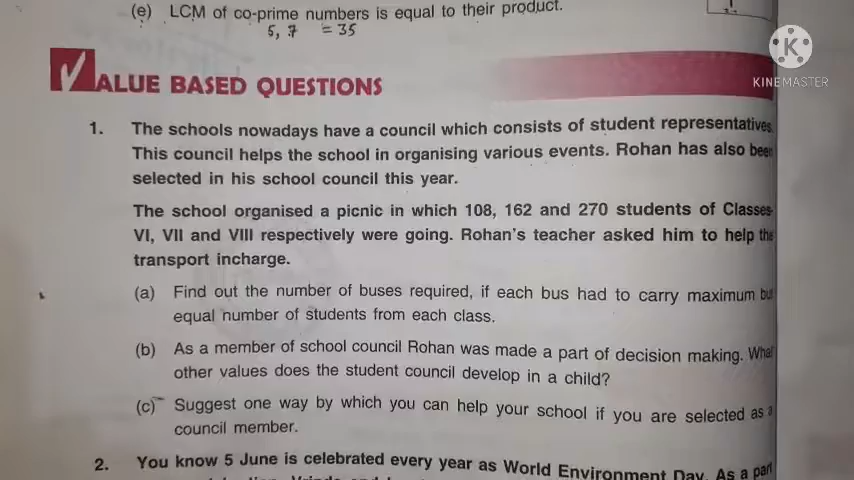 (e) LCM of co-prime numbers is equal to their product.
5, 7 = 35
KINEMASTER
VALUE BASED QUESTIONS
1. The schools nowadays have a council which consists of student representatives.
This council helps the school in organising various events. Rohan has also been
selected in his school council this year.
The school organised a picnic in which 108, 162 and 270 students of Classes
VI, VII and VIII respectively were going. Rohan's teacher asked him to help the
transport incharge.
(a) Find out the number of buses required, if each bus had to carry maximum but
equal number of students from each class.
(b) As a member of school council Rohan was made a part of decision making. What
other values does the student council develop in a child?
(c) Suggest one way by which you can help your school if you are selected as a
council member.
2. You know 5 June is celebrated every year as World Environment Day. As a part